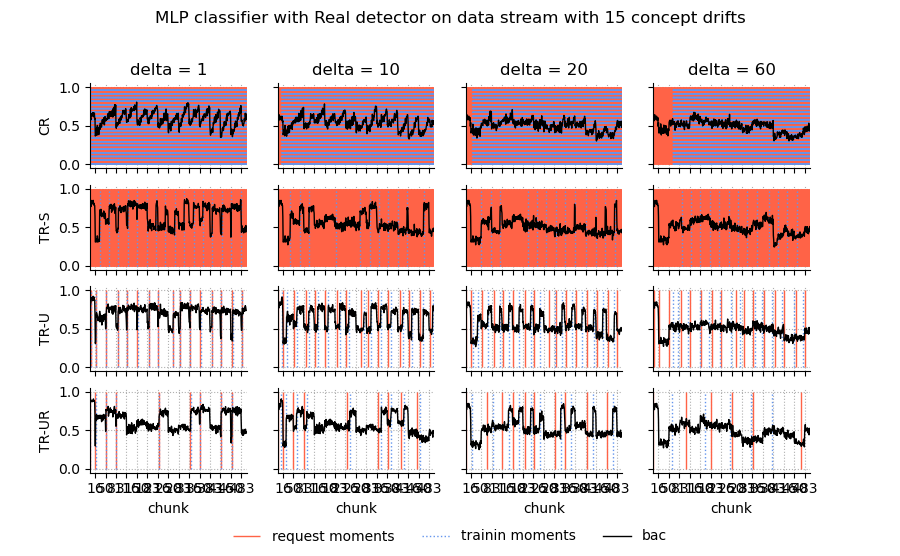 MLP classifier with Real detector on data stream with 15 concept drifts
delta = 1
delta = 10
delta = 20
delta = 60
1.0
CR
0.5
0.0
1.0
TR-S
0.5
0.0
1.0
TR-U
0.5
0.0
1.0
TR-UR
0.5
0.0
chunk
chunk
chunk
chunk
request moments
trainin moments
bac